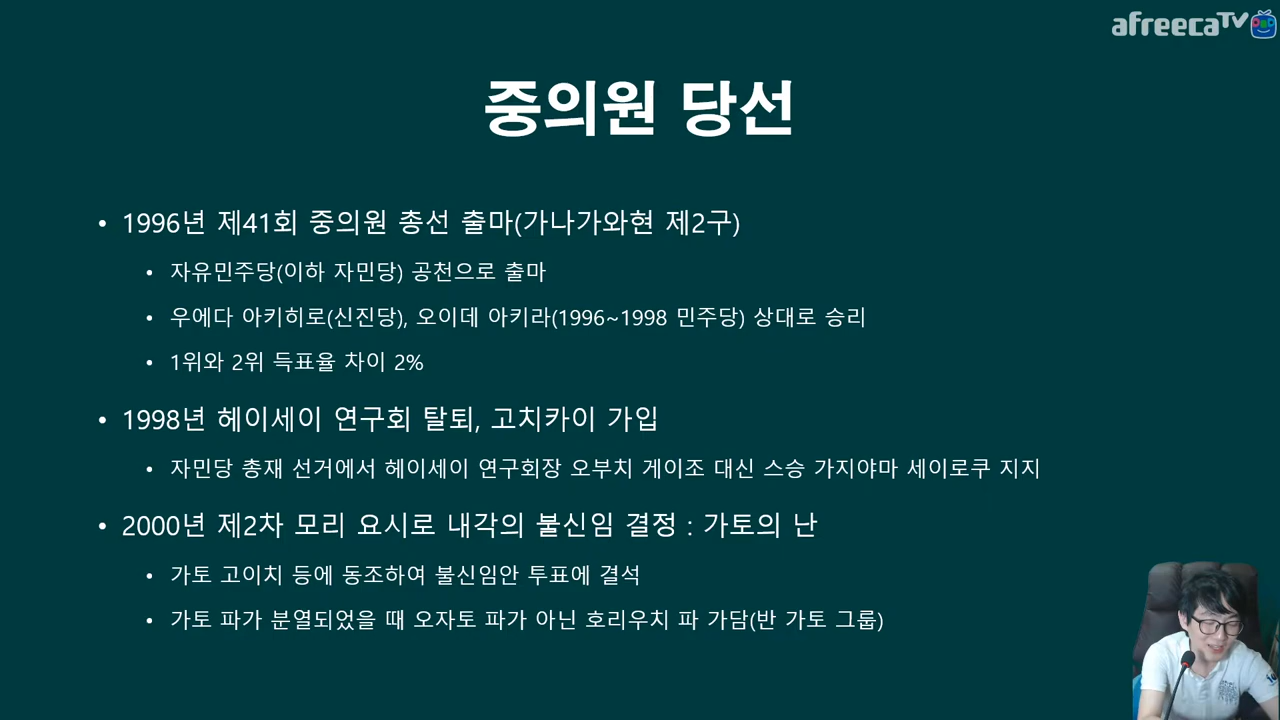 afreecaTV
중의원 당선
• 1996년 제41회 중의원 총선 출마(가나가와현 제2구)
• 자유민주당(이하 자민당) 공천으로 출마
• 우에다 아키히로(신진당), 오이데 아키라(1996~1998 민주당) 상대로 승리
• 1위와 2위 득표율 차이 2%
• 1998년 헤이세이 연구회 탈퇴, 고치카이 가입
• 자민당 총재 선거에서 헤이세이 연구회장 오부치 게이조 대신 스승 가지야마 세이로쿠 지지
• 2000년 제2차 모리 요시로 내각의 불신임 결정 : 가토의 난
• 가토 고이치 등에 동조하여 불신임안 투표에 결석
• 가토 파가 분열되었을 때 오자토 파가 아닌 호리우치 파 가담(반 가토 그룹)